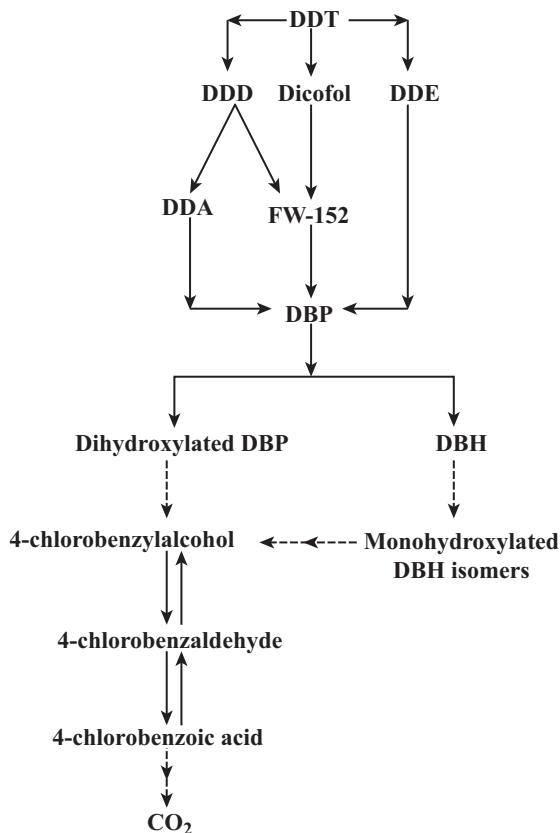 DDT
DDD
Dicofol
DDE
DDA
FW-152
DBP
Dihydroxylated DBP
DBH
4-chlorobenzylalcohol
Monohydroxylated
DBH isomers
4-chlorobenzaldehyde
4-chlorobenzoic acid
CO₂